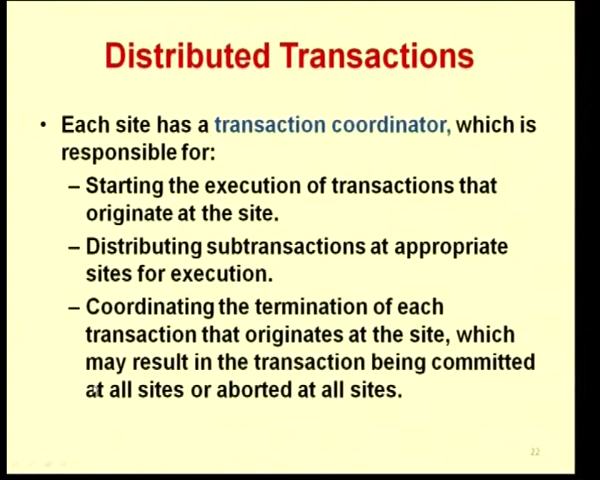 Distributed Transactions
• Each site has a transaction coordinator, which is
responsible for:
– Starting the execution of transactions that
originate at the site.
– Distributing subtransactions at appropriate
sites for execution.
– Coordinating the termination of each
transaction that originates at the site, which
may result in the transaction being committed
at all sites or aborted at all sites.
22